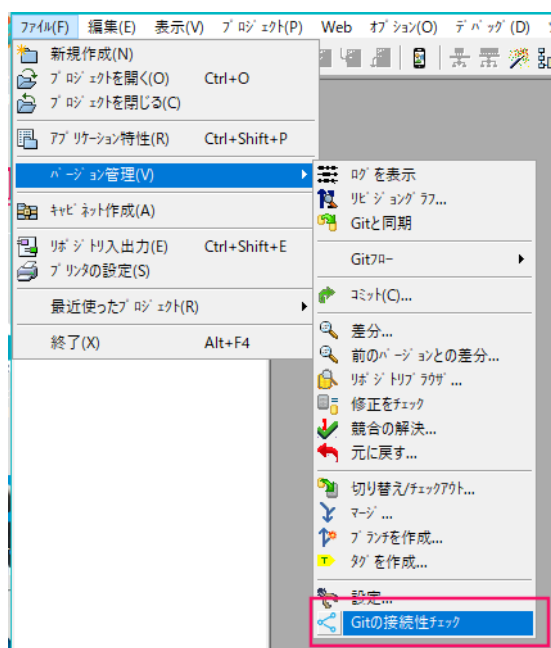 ﾌｧｲﾙ(F) 編集(E) 表示(V) ﾌﾟﾛｼﾞｪｸﾄ(P) Web ｵﾌﾟｼｮﾝ(O) ﾃﾞﾊﾞｯｸﾞ(D)
新規作成(N)
ﾌﾟﾛｼﾞｪｸﾄを開く(O) Ctrl+O
ﾌﾟﾛｼﾞｪｸﾄを閉じる(C)
ｱﾌﾟﾘｹｰｼｮﾝ特性(R) Ctrl+Shift+P
ﾊﾞｰｼﾞｮﾝ管理(V)
ｷｬﾋﾞﾈｯﾄ作成(A)
ﾘﾎﾟｼﾞﾄﾘ入出力(E) Ctrl+Shift+E
ﾌﾟﾘﾝﾀの設定(S)
最近使ったﾌﾟﾛｼﾞｪｸﾄ(R)
終了(X) Alt+F4
ﾛｸﾞを表示
ﾘﾋﾞｼﾞｮﾝｸﾞﾗﾌ...
Gitと同期
Gitﾌﾛｰ
ｺﾐｯﾄ(C)...
差分...
前のﾊﾞｰｼﾞｮﾝとの差分...
ﾘﾎﾟｼﾞﾄﾘﾌﾞﾗｳｻﾞ...
修正をﾁｪｯｸ
競合の解決...
元に戻す...
切り替え/ﾁｪｯｸｱｳﾄ...
ﾏｰｼﾞ...
ﾌﾞﾗﾝﾁを作成...
ﾀｸﾞを作成...
設定...
Gitの接続性ﾁｪｯｸ